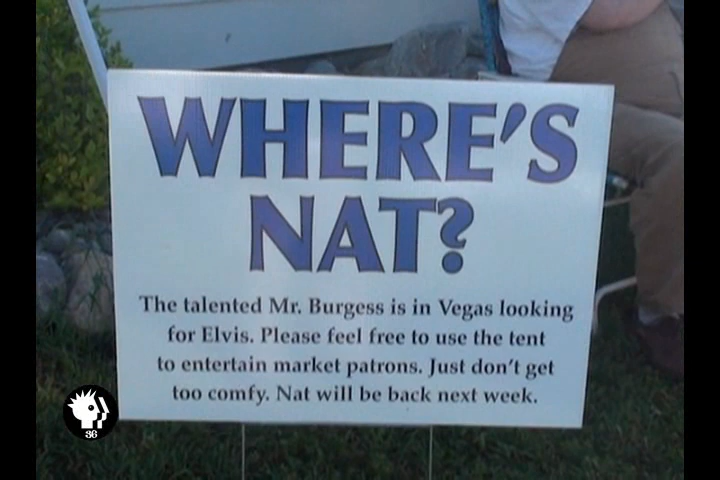 WHERE'S
NAT?
The talented Mr. Burgess is in Vegas looking
for Elvis. Please feel free to use the tent
to entertain market patrons. Just don't get
too comfy. Nat will be back next week.
36